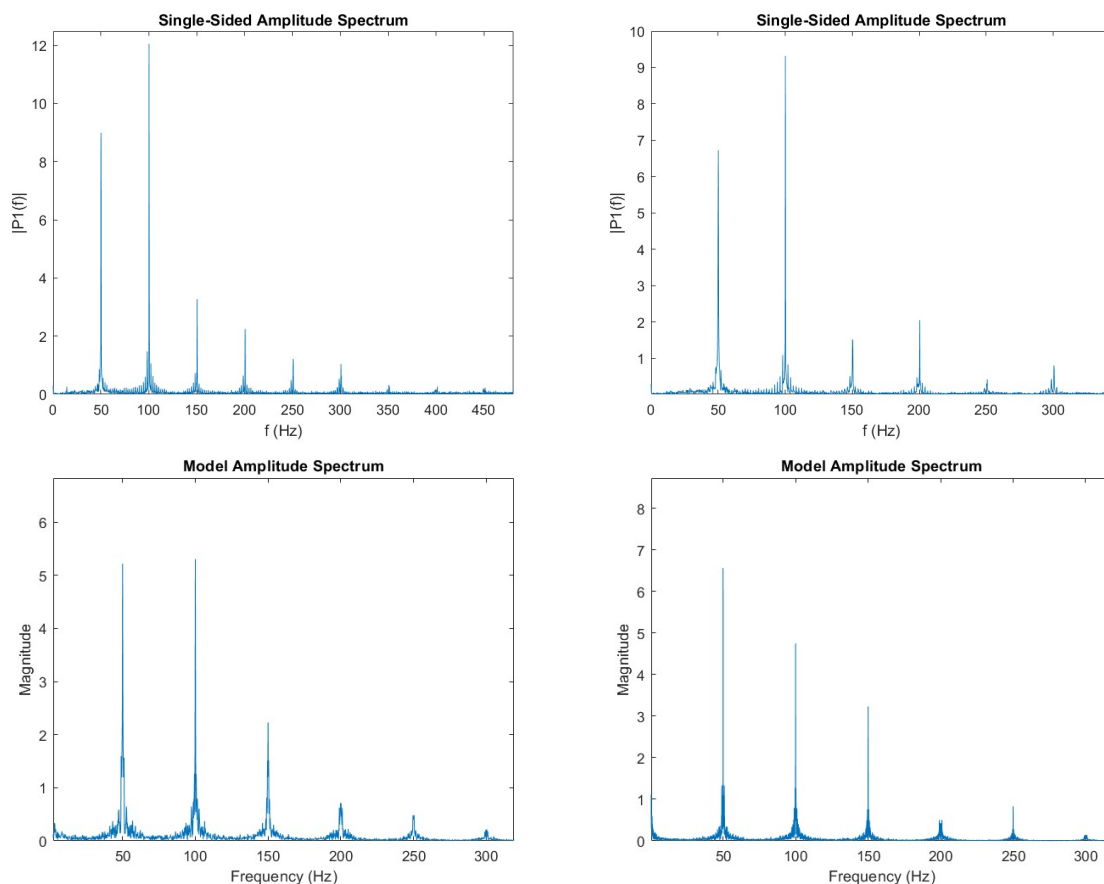 Single-Sided Amplitude Spectrum
12
10
8
6
4
2
0
|P1(f)|
0 50 100 150 200 250 300 350 400 450
f (Hz)
Single-Sided Amplitude Spectrum
10
9
8
7
6
5
4
3
2
1
|P1(f)|
0 50 100 150 200 250 300
f (Hz)
Model Amplitude Spectrum
6
5
4
3
2
1
0
Magnitude
50 100 150 200 250 300
Frequency (Hz)
Model Amplitude Spectrum
8
7
6
5
4
3
2
1
0
Magnitude
50 100 150 200 250 300
Frequency (Hz)